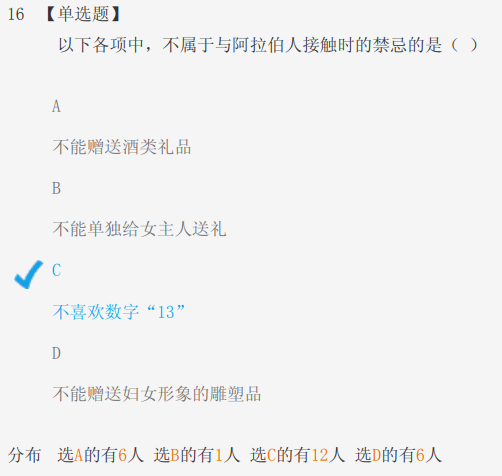 16 【单选题】
以下各项中，不属于与阿拉伯人接触时的禁忌的是（ ）
A
不能赠送酒类礼品
B
不能单独给女主人送礼
C
不喜欢数字“13”
D
不能赠送妇女形象的雕塑品
分布 选A的有6人 选B的有1人 选C的有12人 选D的有6人